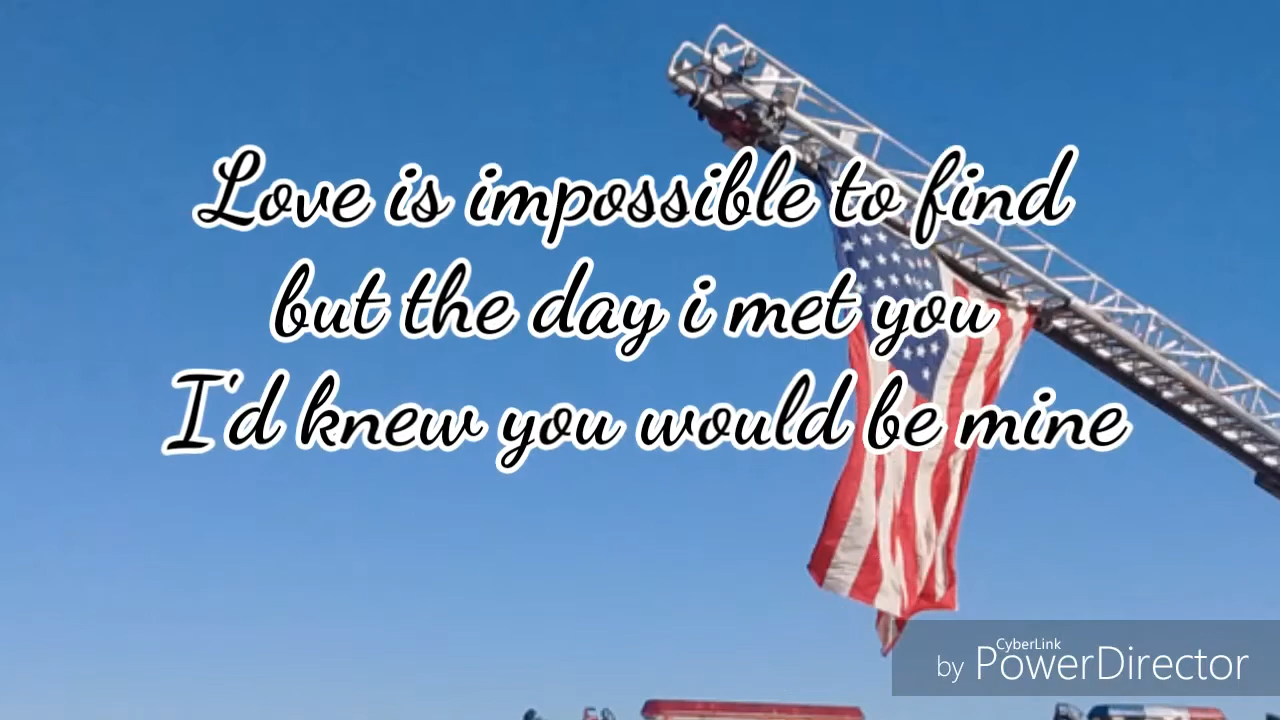 Love is impossible to find
but the day i met you
I'd knew you would be mine
by CyberLink PowerDirector